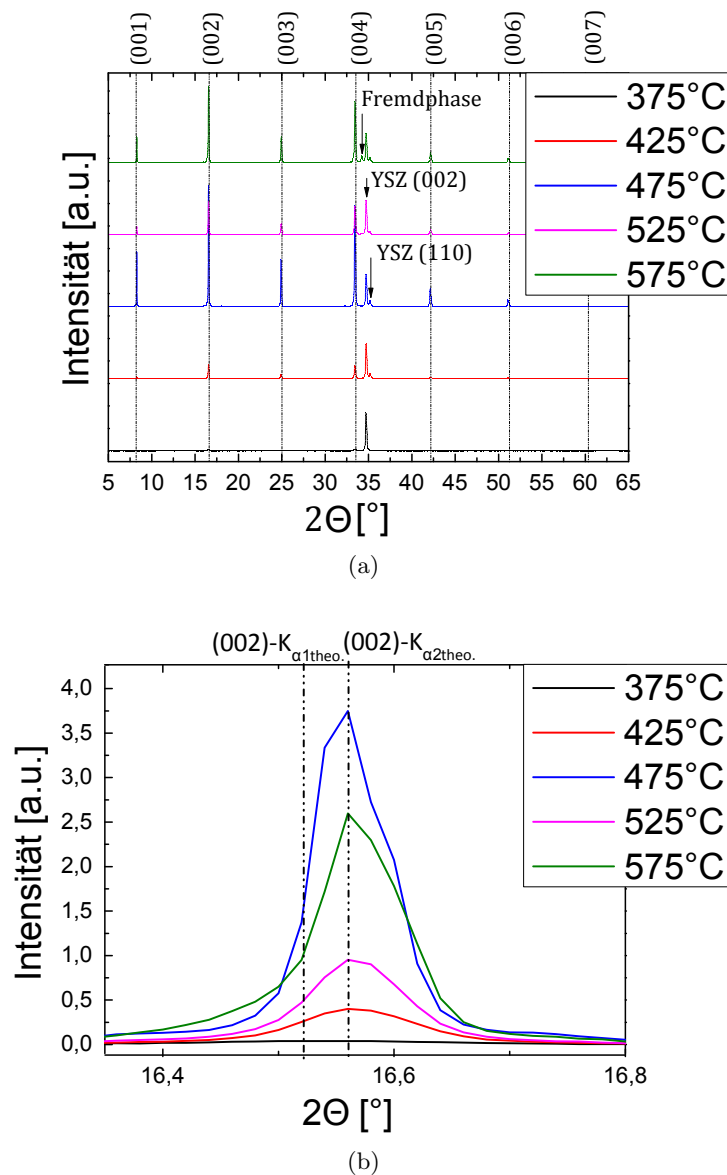 (001) (002) (003) (004) (005) (006) (007)
Fremdphase
YSZ (002)
YSZ (110)
375°C
425°C
475°C
525°C
575°C
Intensität [a.u.]
5 10 15 20 25 30 35 40 45 50 55 60 65
2Θ[°]
(a)
(002)-Kα1theo. (002)-Kα2theo.
4,0
3,5
3,0
2,5
2,0
1,5
1,0
0,5
0,0
375°C
425°C
475°C
525°C
575°C
Intensität [a.u.]
16,4 16,6 16,8
2Θ [°]
(b)